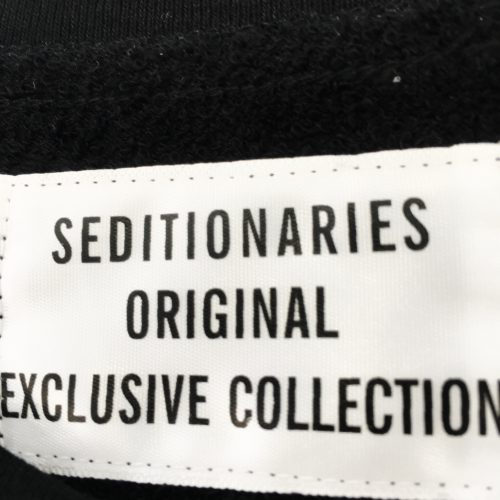 SEDITIONARIES
ORIGINAL
EXCLUSIVE COLLECTION